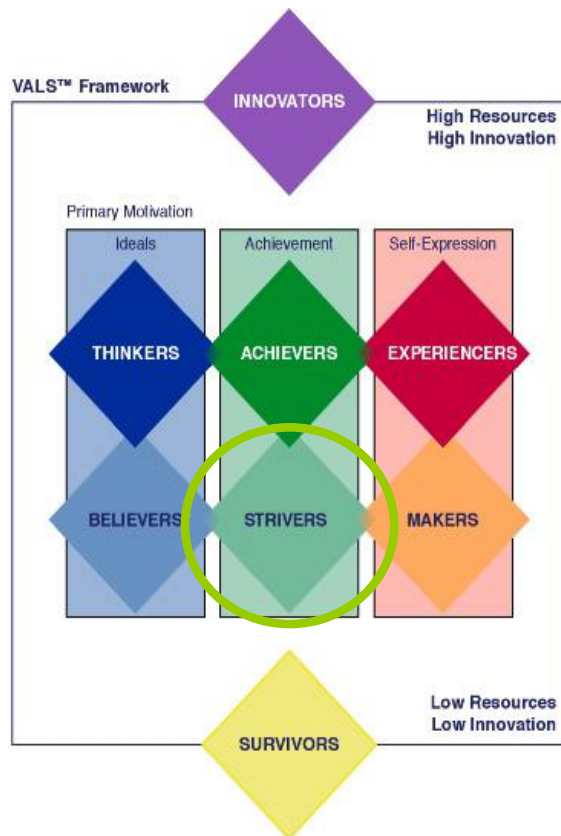 VALS™ Framework
INNOVATORS
High Resources
High Innovation
Primary Motivation
Ideals
Achievement
Self-Expression
THINKERS
ACHIEVERS
EXPERIENCERS
BELIEVERS
STRIVERS
MAKERS
Low Resources
Low Innovation
SURVIVORS